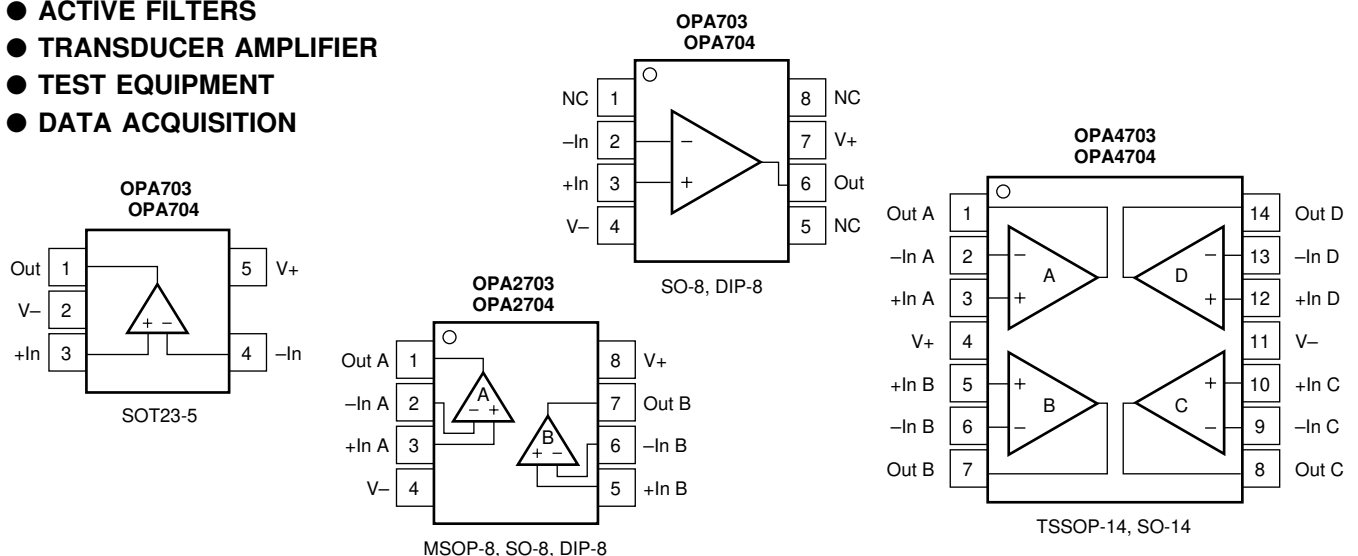 ● ACTIVE FILTERS
● TRANSDUCER AMPLIFIER
● TEST EQUIPMENT
● DATA ACQUISITION
OPA703
OPA704
Out 1
V– 2
+In 3
5 V+
4 –In
+ –
SOT23-5
OPA2703
OPA2704
Out A 1
–In A 2
+In A 3
V– 4
8 V+
7 Out B
6 –In B
5 +In B
A
– +
B
+ –
MSOP-8, SO-8, DIP-8
OPA703
OPA704
NC 1
–In 2
+In 3
V– 4
8 NC
7 V+
6 Out
5 NC
–
+
SO-8, DIP-8
OPA4703
OPA4704
Out A 1
–In A 2
+In A 3
V+ 4
+In B 5
–In B 6
Out B 7
14 Out D
13 –In D
12 +In D
11 V–
10 +In C
9 –In C
8 Out C
–
A
+
–
D
+
+
B
–
+
C
–
TSSOP-14, SO-14